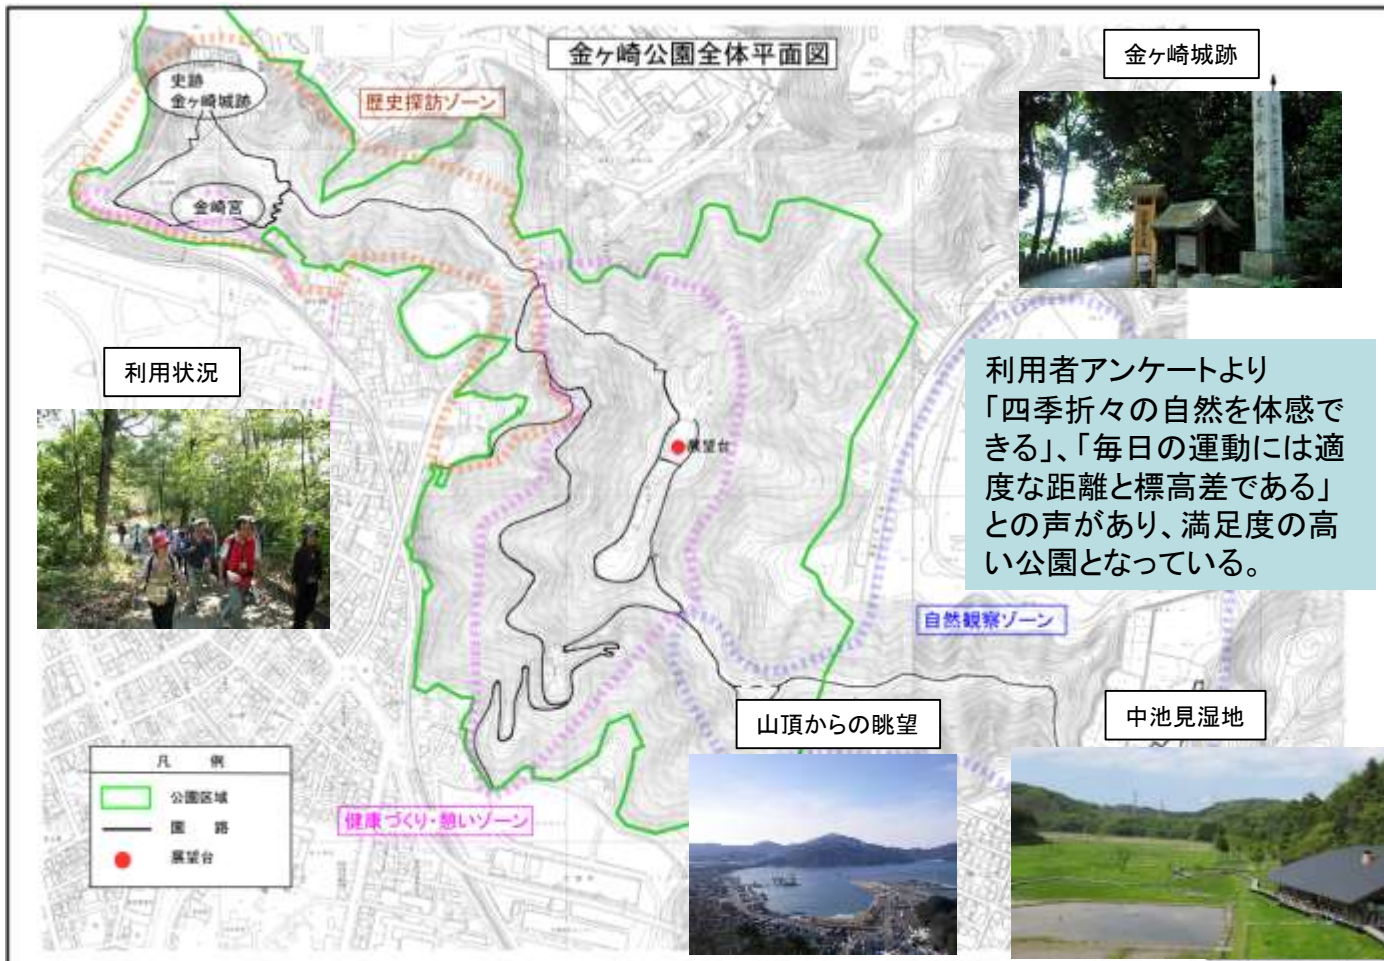 金ヶ崎公園全体平面図
金ヶ崎城跡
史跡
金ヶ崎城跡
歴史探訪ゾーン
金崎宮
利用状況
利用者アンケートより
「四季折々の自然を体感で
きる」、「毎日の運動には適
度な距離と標高差である」
との声があり、満足度の高
い公園となっている。
展望台
自然観察ゾーン
山頂からの眺望
中池見湿地
凡 例
公園区域
園 路
展望台
健康づくり・憩いゾーン